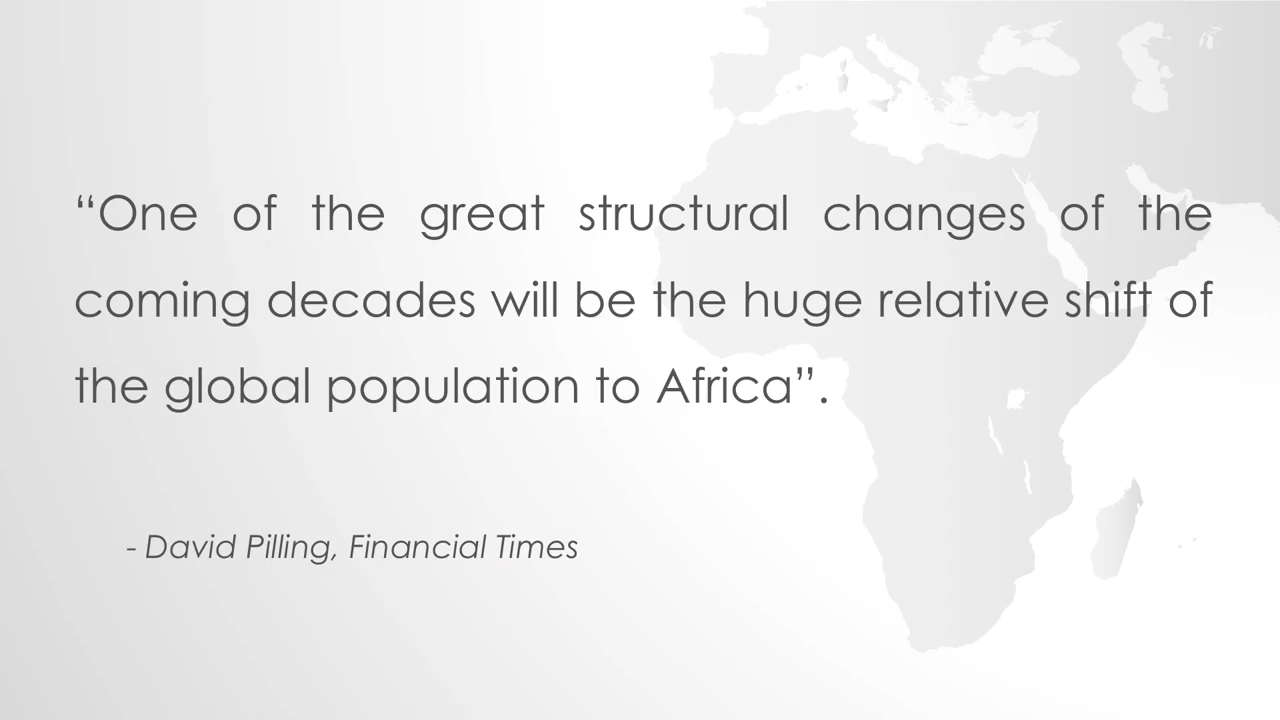 “One of the great structural changes of the
coming decades will be the huge relative shift of
the global population to Africa”.
- David Pilling, Financial Times